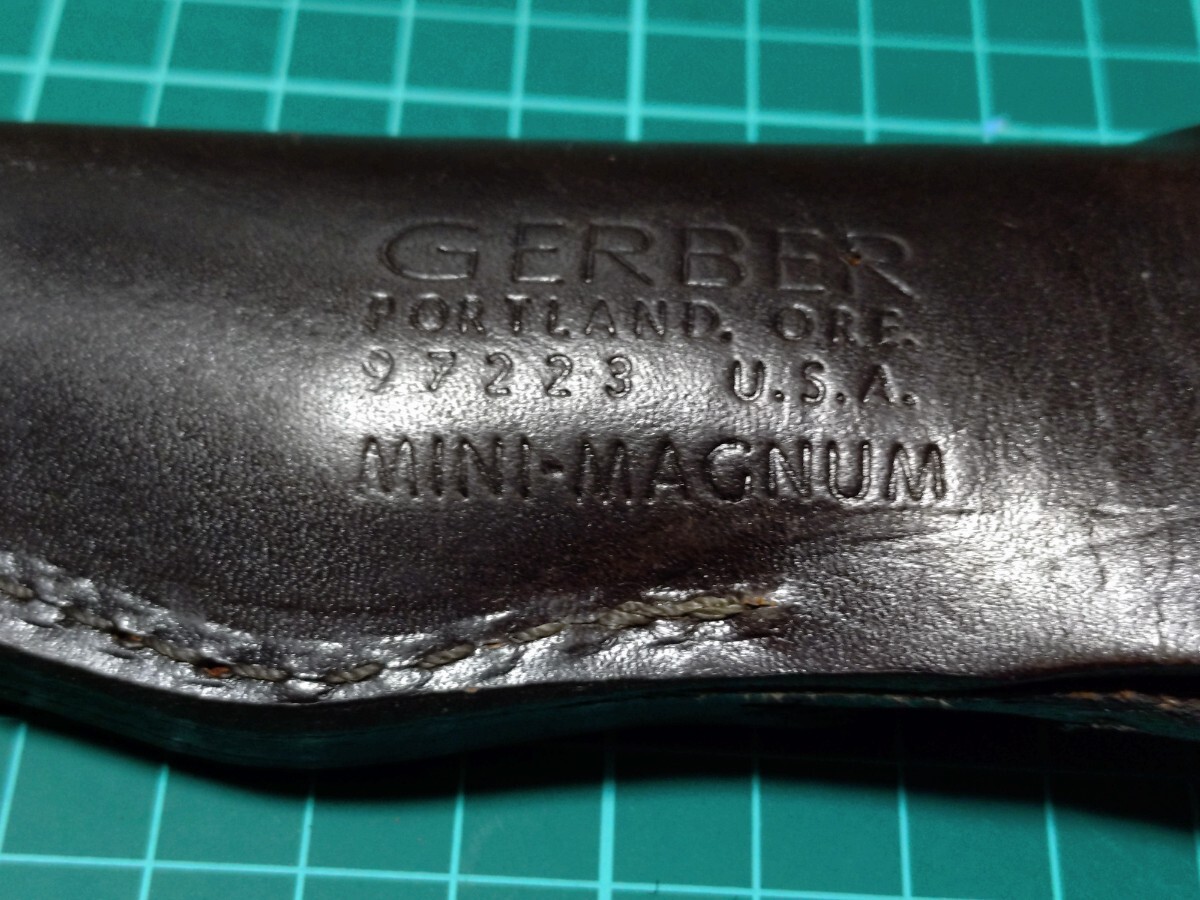 GERBER
PORTLAND. ORE.
97223 U.S.A.
MINI-MAGNUM